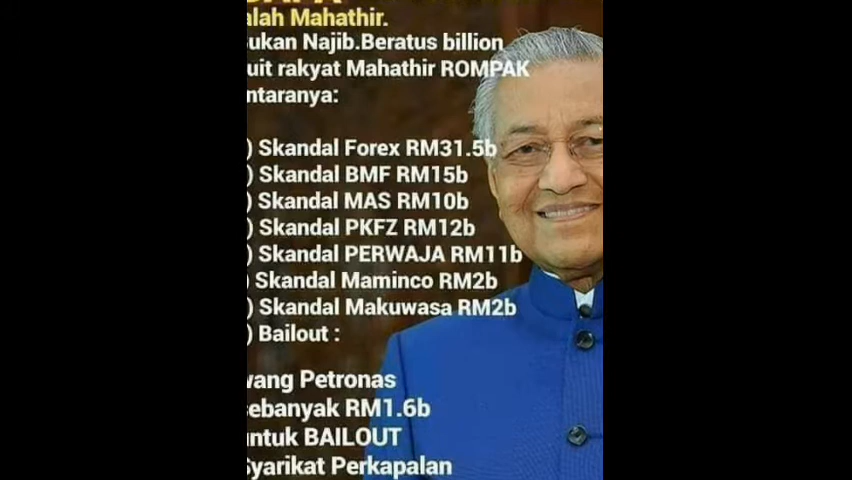 alah Mahathir.
ukan Najib.Beratus billion
uit rakyat Mahathir ROMPAK
ntaranya:
) Skandal Forex RM31.5b
) Skandal BMF RM15b
) Skandal MAS RM10b
) Skandal PKFZ RM12b
) Skandal PERWAJA RM11b
) Skandal Maminco RM2b
) Skandal Makuwasa RM2b
) Bailout :
wang Petronas
sebanyak RM1.6b
untuk BAILOUT
Syarikat Perkapalan